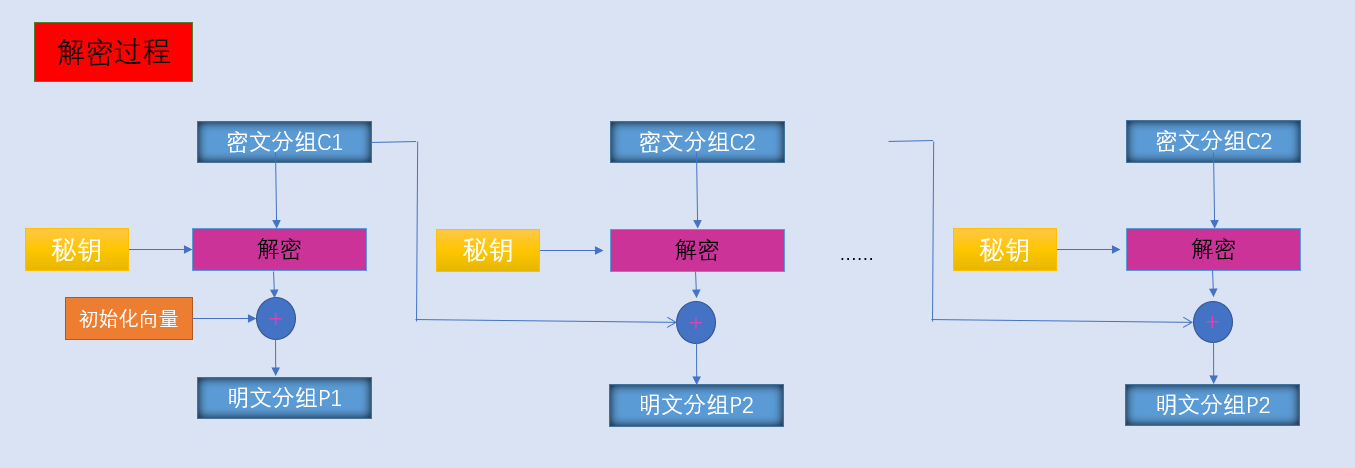 解密过程
密文分组C1
密文分组C2
密文分组C2
秘钥
解密
秘钥
解密
......
秘钥
解密
初始化向量
+
+
+
明文分组P1
明文分组P2
明文分组P2